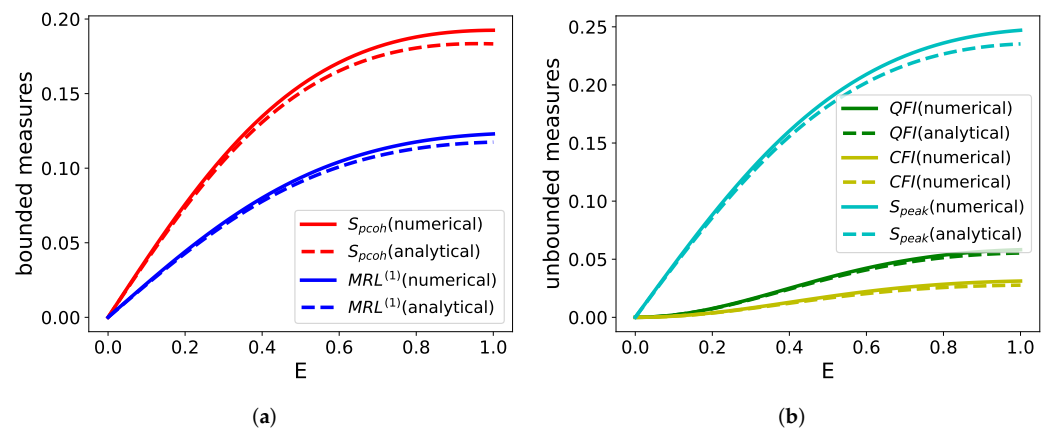 bounded measures
0.20
0.15
0.10
0.05
0.00
0.0 0.2 0.4 0.6 0.8 1.0
E
S_pcoh(numerical)
S_pcoh(analytical)
MRL^(1)(numerical)
MRL^(1)(analytical)
(a)
unbounded measures
0.25
0.20
0.15
0.10
0.05
0.00
0.0 0.2 0.4 0.6 0.8 1.0
E
QFI(numerical)
QFI(analytical)
CFI(numerical)
CFI(numerical)
S_peak(numerical)
S_peak(analytical)
(b)